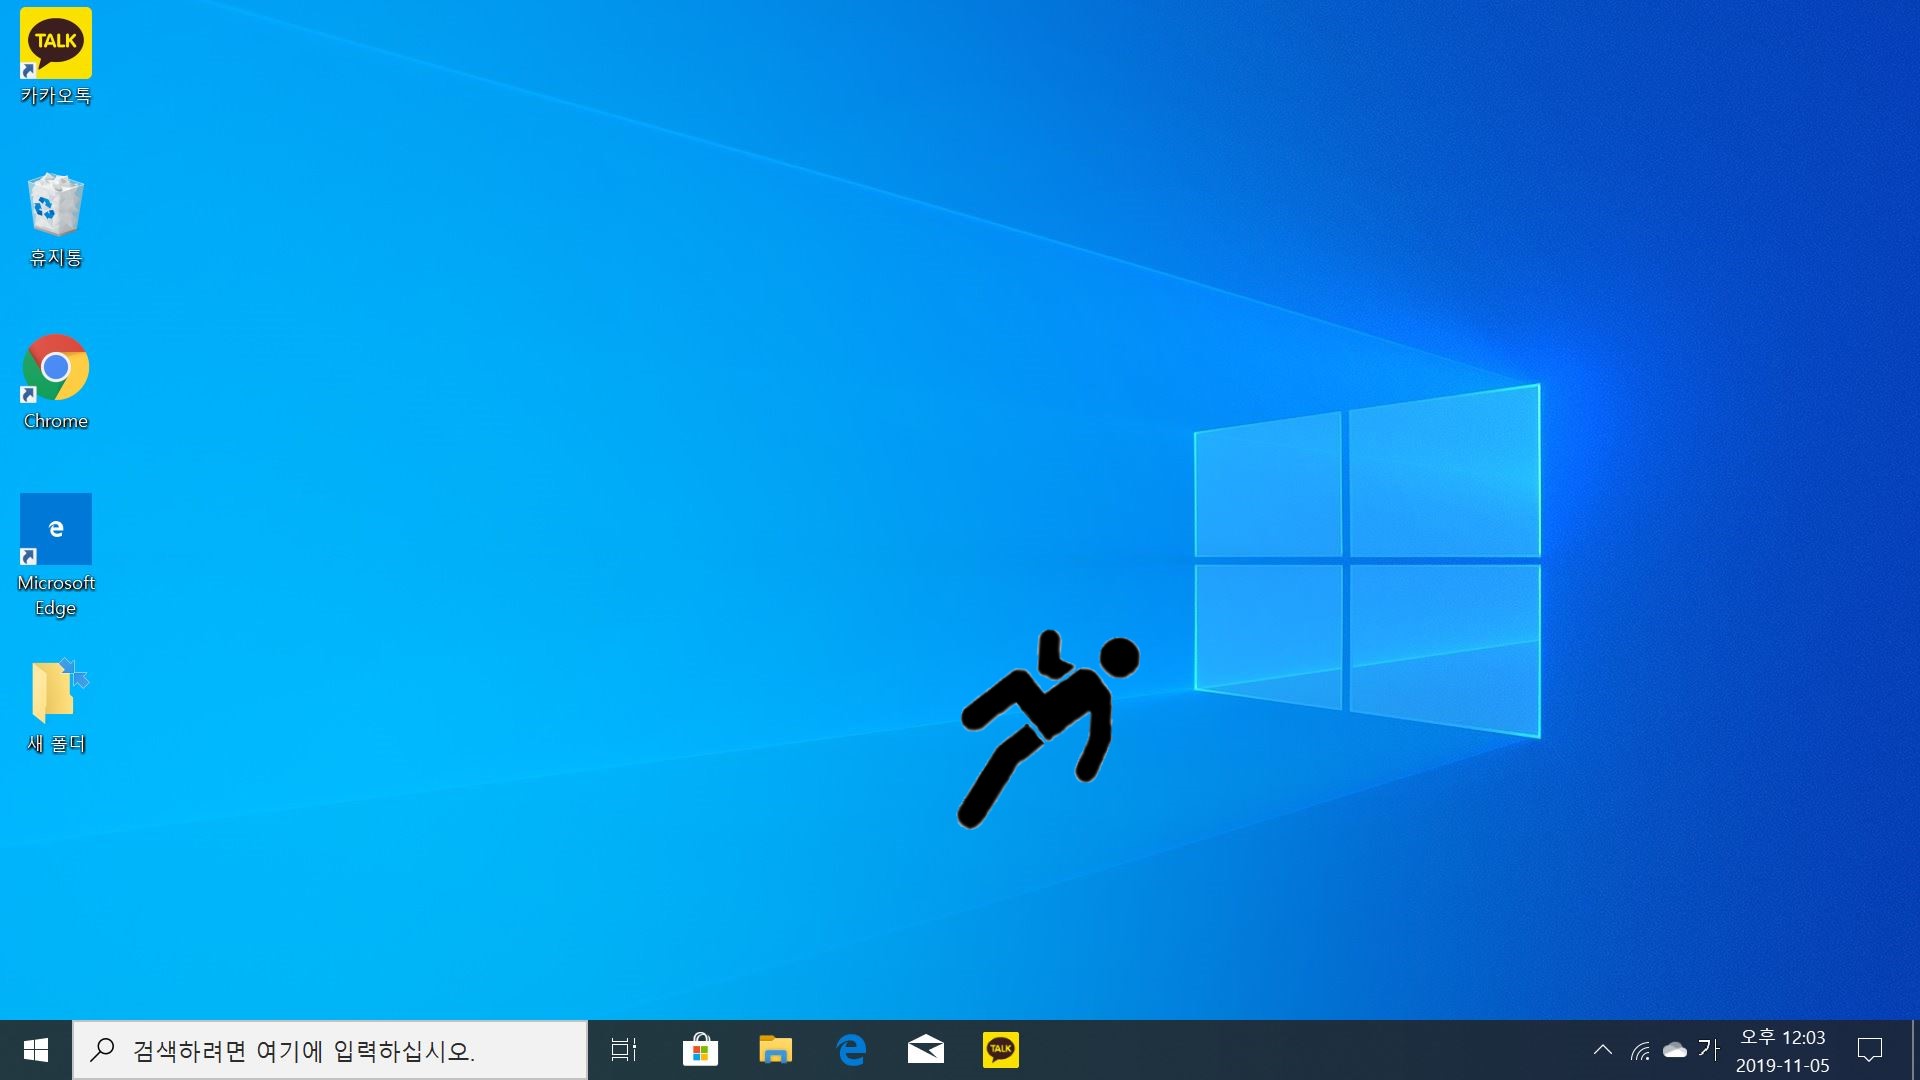 TALK
카카오톡
휴지통
Chrome
e
Microsoft
Edge
새 폴더
검색하려면 여기에 입력하십시오.
TALK
가
오후 12:03
2019-11-05